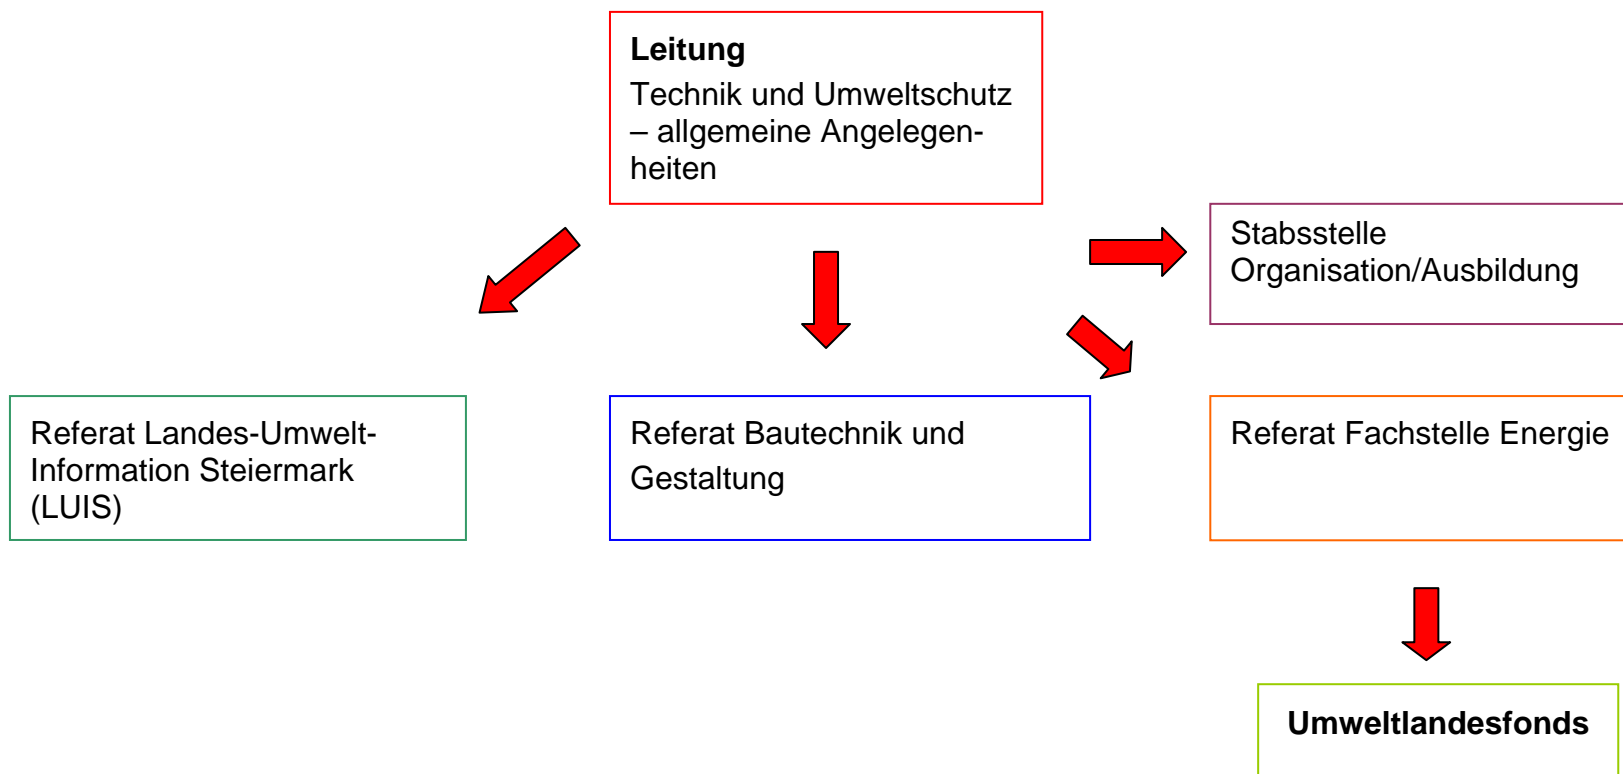 Leitung
Technik und Umweltschutz
– allgemeine Angelegen-
heiten
Stabsstelle
Organisation/Ausbildung
Referat Landes-Umwelt-
Information Steiermark
(LUIS)
Referat Bautechnik und
Gestaltung
Referat Fachstelle Energie
Umweltlandesfonds